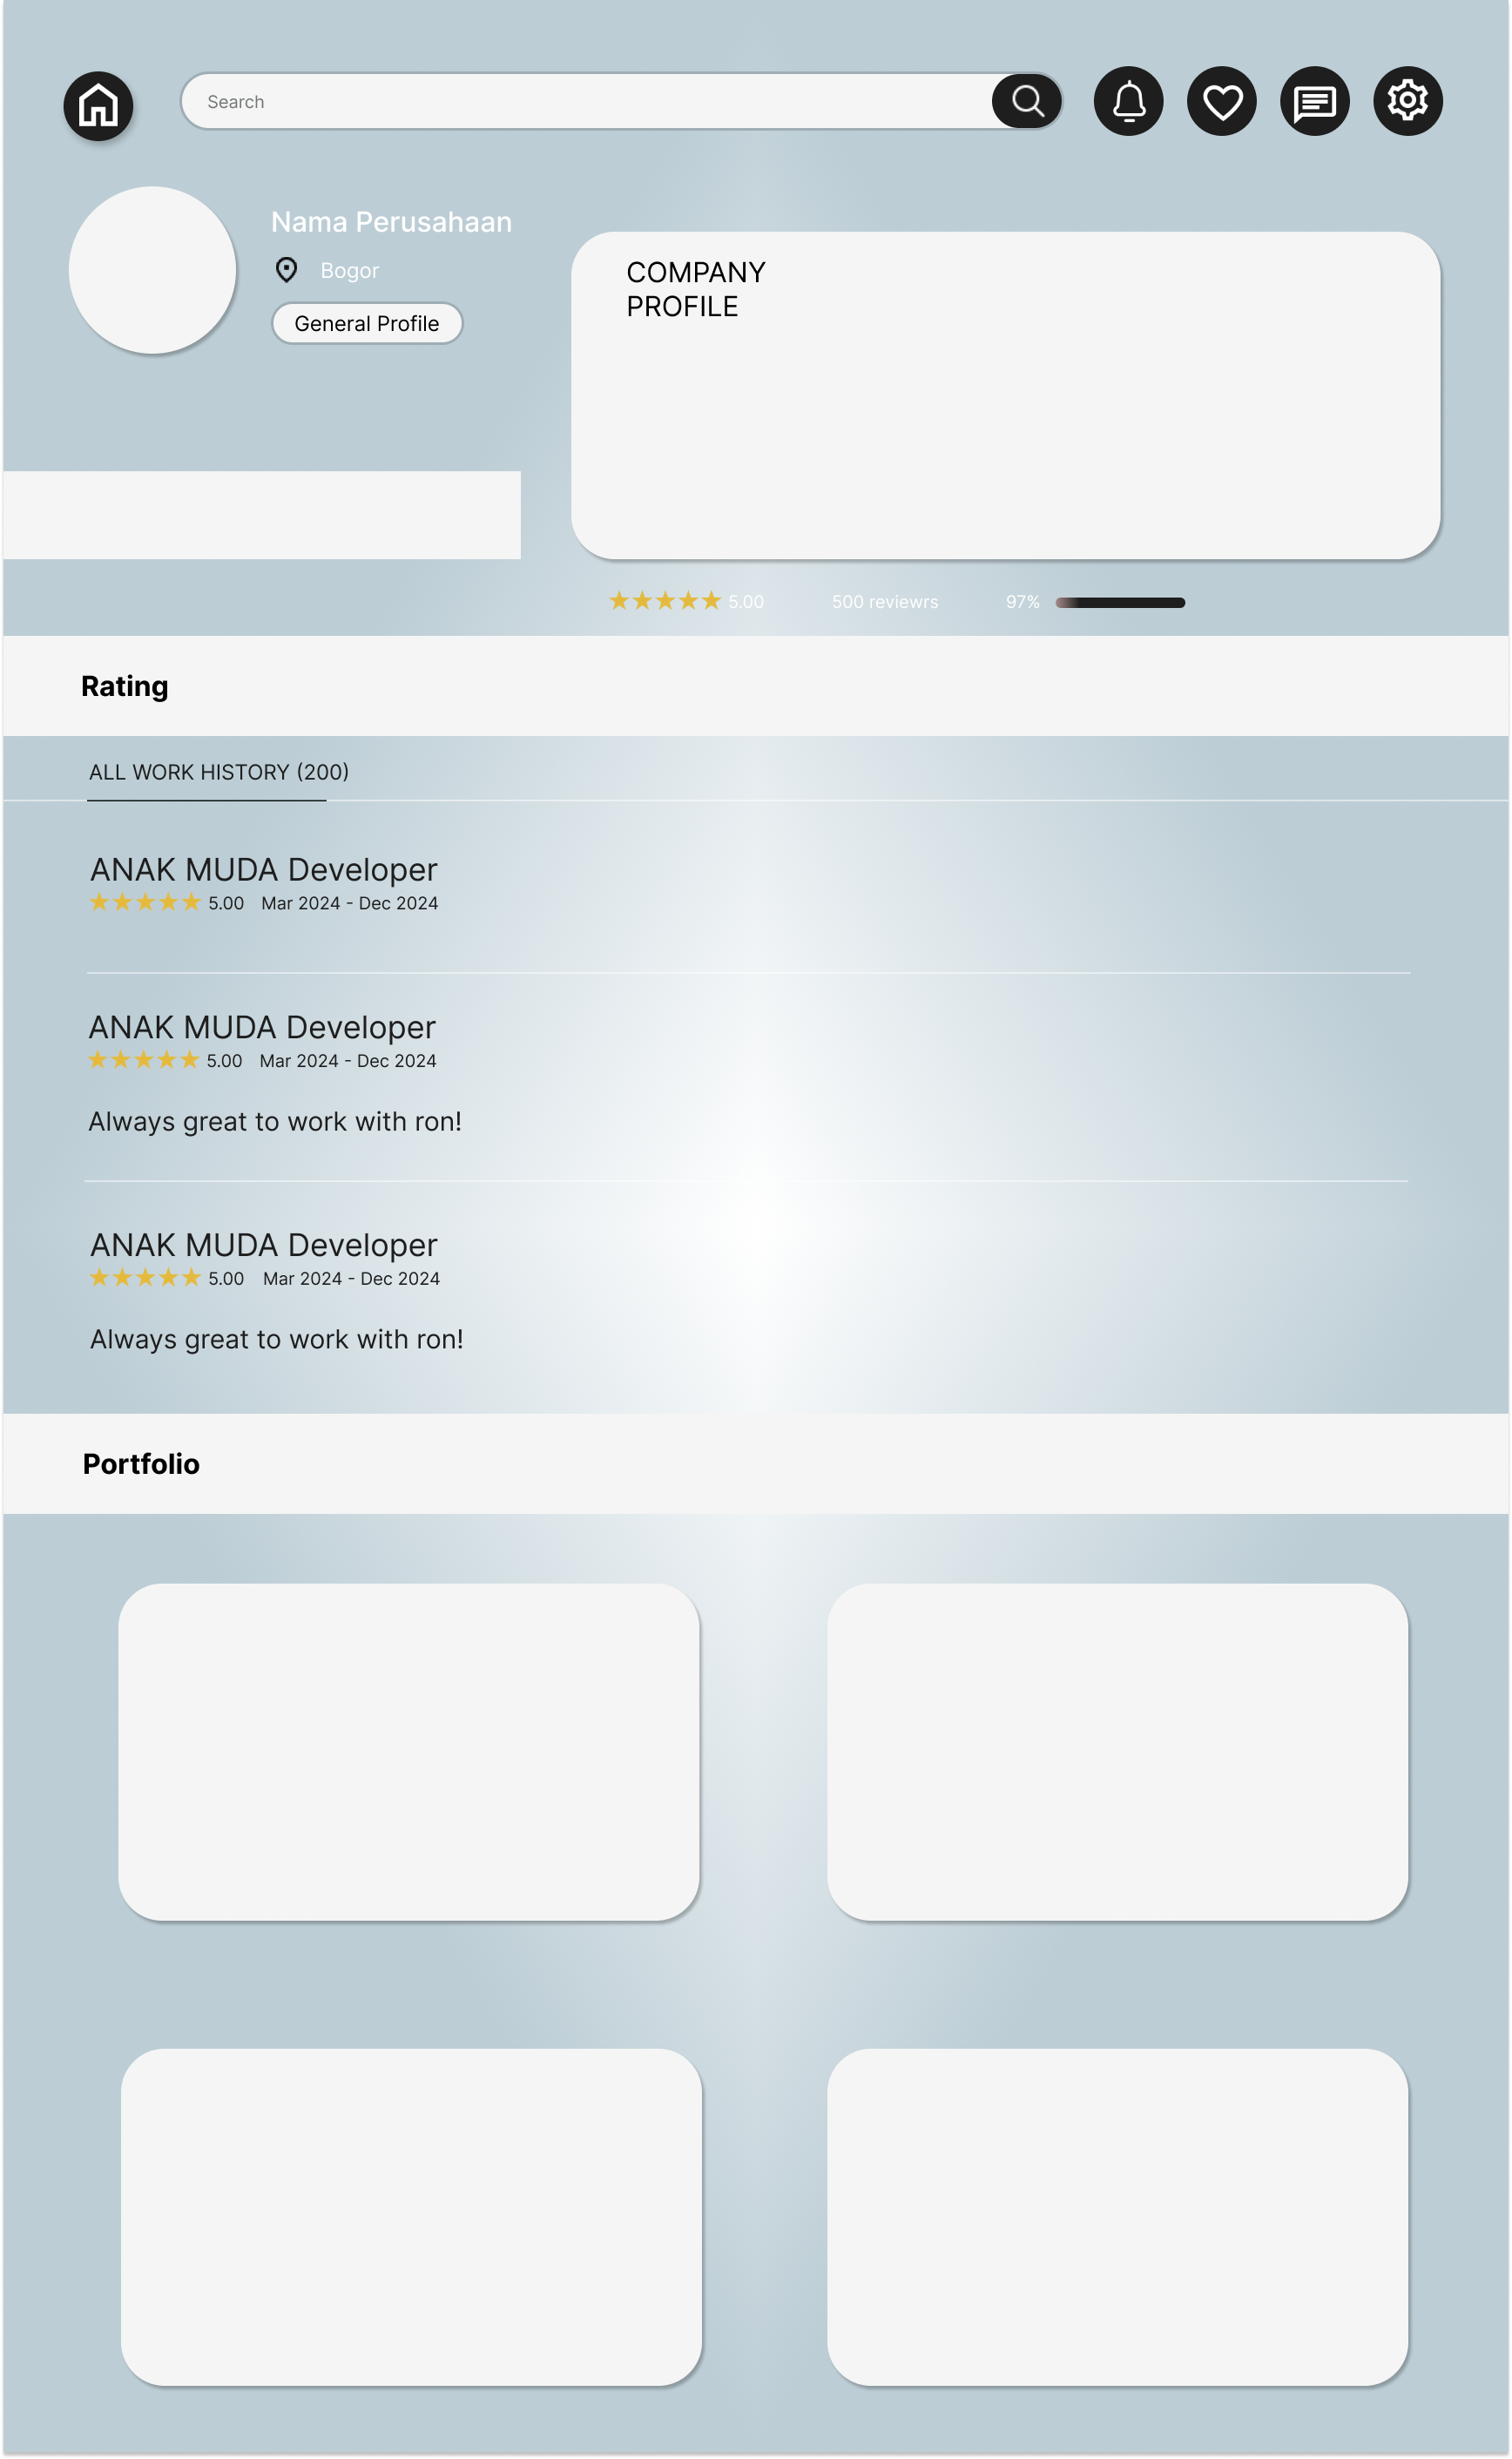 Search
Nama Perusahaan
Bogor
General Profile
COMPANY
PROFILE
5.00
500 reviewrs
97%
Rating
ALL WORK HISTORY (200)
ANAK MUDA Developer
5.00 Mar 2024 - Dec 2024
ANAK MUDA Developer
5.00 Mar 2024 - Dec 2024
Always great to work with ron!
ANAK MUDA Developer
5.00 Mar 2024 - Dec 2024
Always great to work with ron!
Portfolio